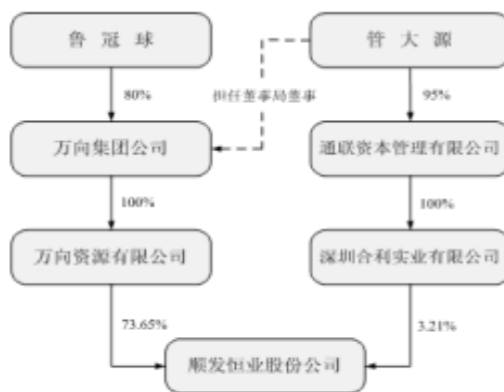 鲁冠球
管大源
80%
担任董事局董事
95%
万向集团公司
通联资本管理有限公司
100%
100%
万向资源有限公司
深圳合利实业有限公司
73.65%
3.21%
顺发恒业股份公司